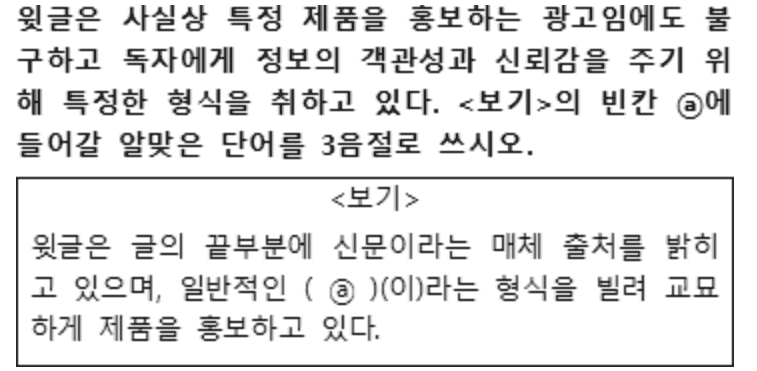 윗글은 사실상 특정 제품을 홍보하는 광고임에도 불
구하고 독자에게 정보의 객관성과 신뢰감을 주기 위
해 특정한 형식을 취하고 있다. <보기>의 빈칸 ⓐ에
들어갈 알맞은 단어를 3음절로 쓰시오.
<보기>
윗글은 글의 끝부분에 신문이라는 매체 출처를 밝히
고 있으며, 일반적인 ( ⓐ )(이)라는 형식을 빌려 교묘
하게 제품을 홍보하고 있다.